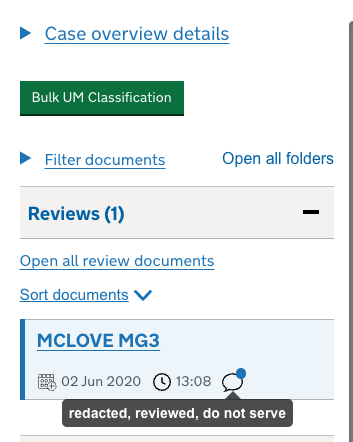 Case overview details
Bulk UM Classification
Filter documents
Open all folders
Reviews (1)
Open all review documents
Sort documents
MCLOVE MG3
02 Jun 2020 13:08
redacted, reviewed, do not serve